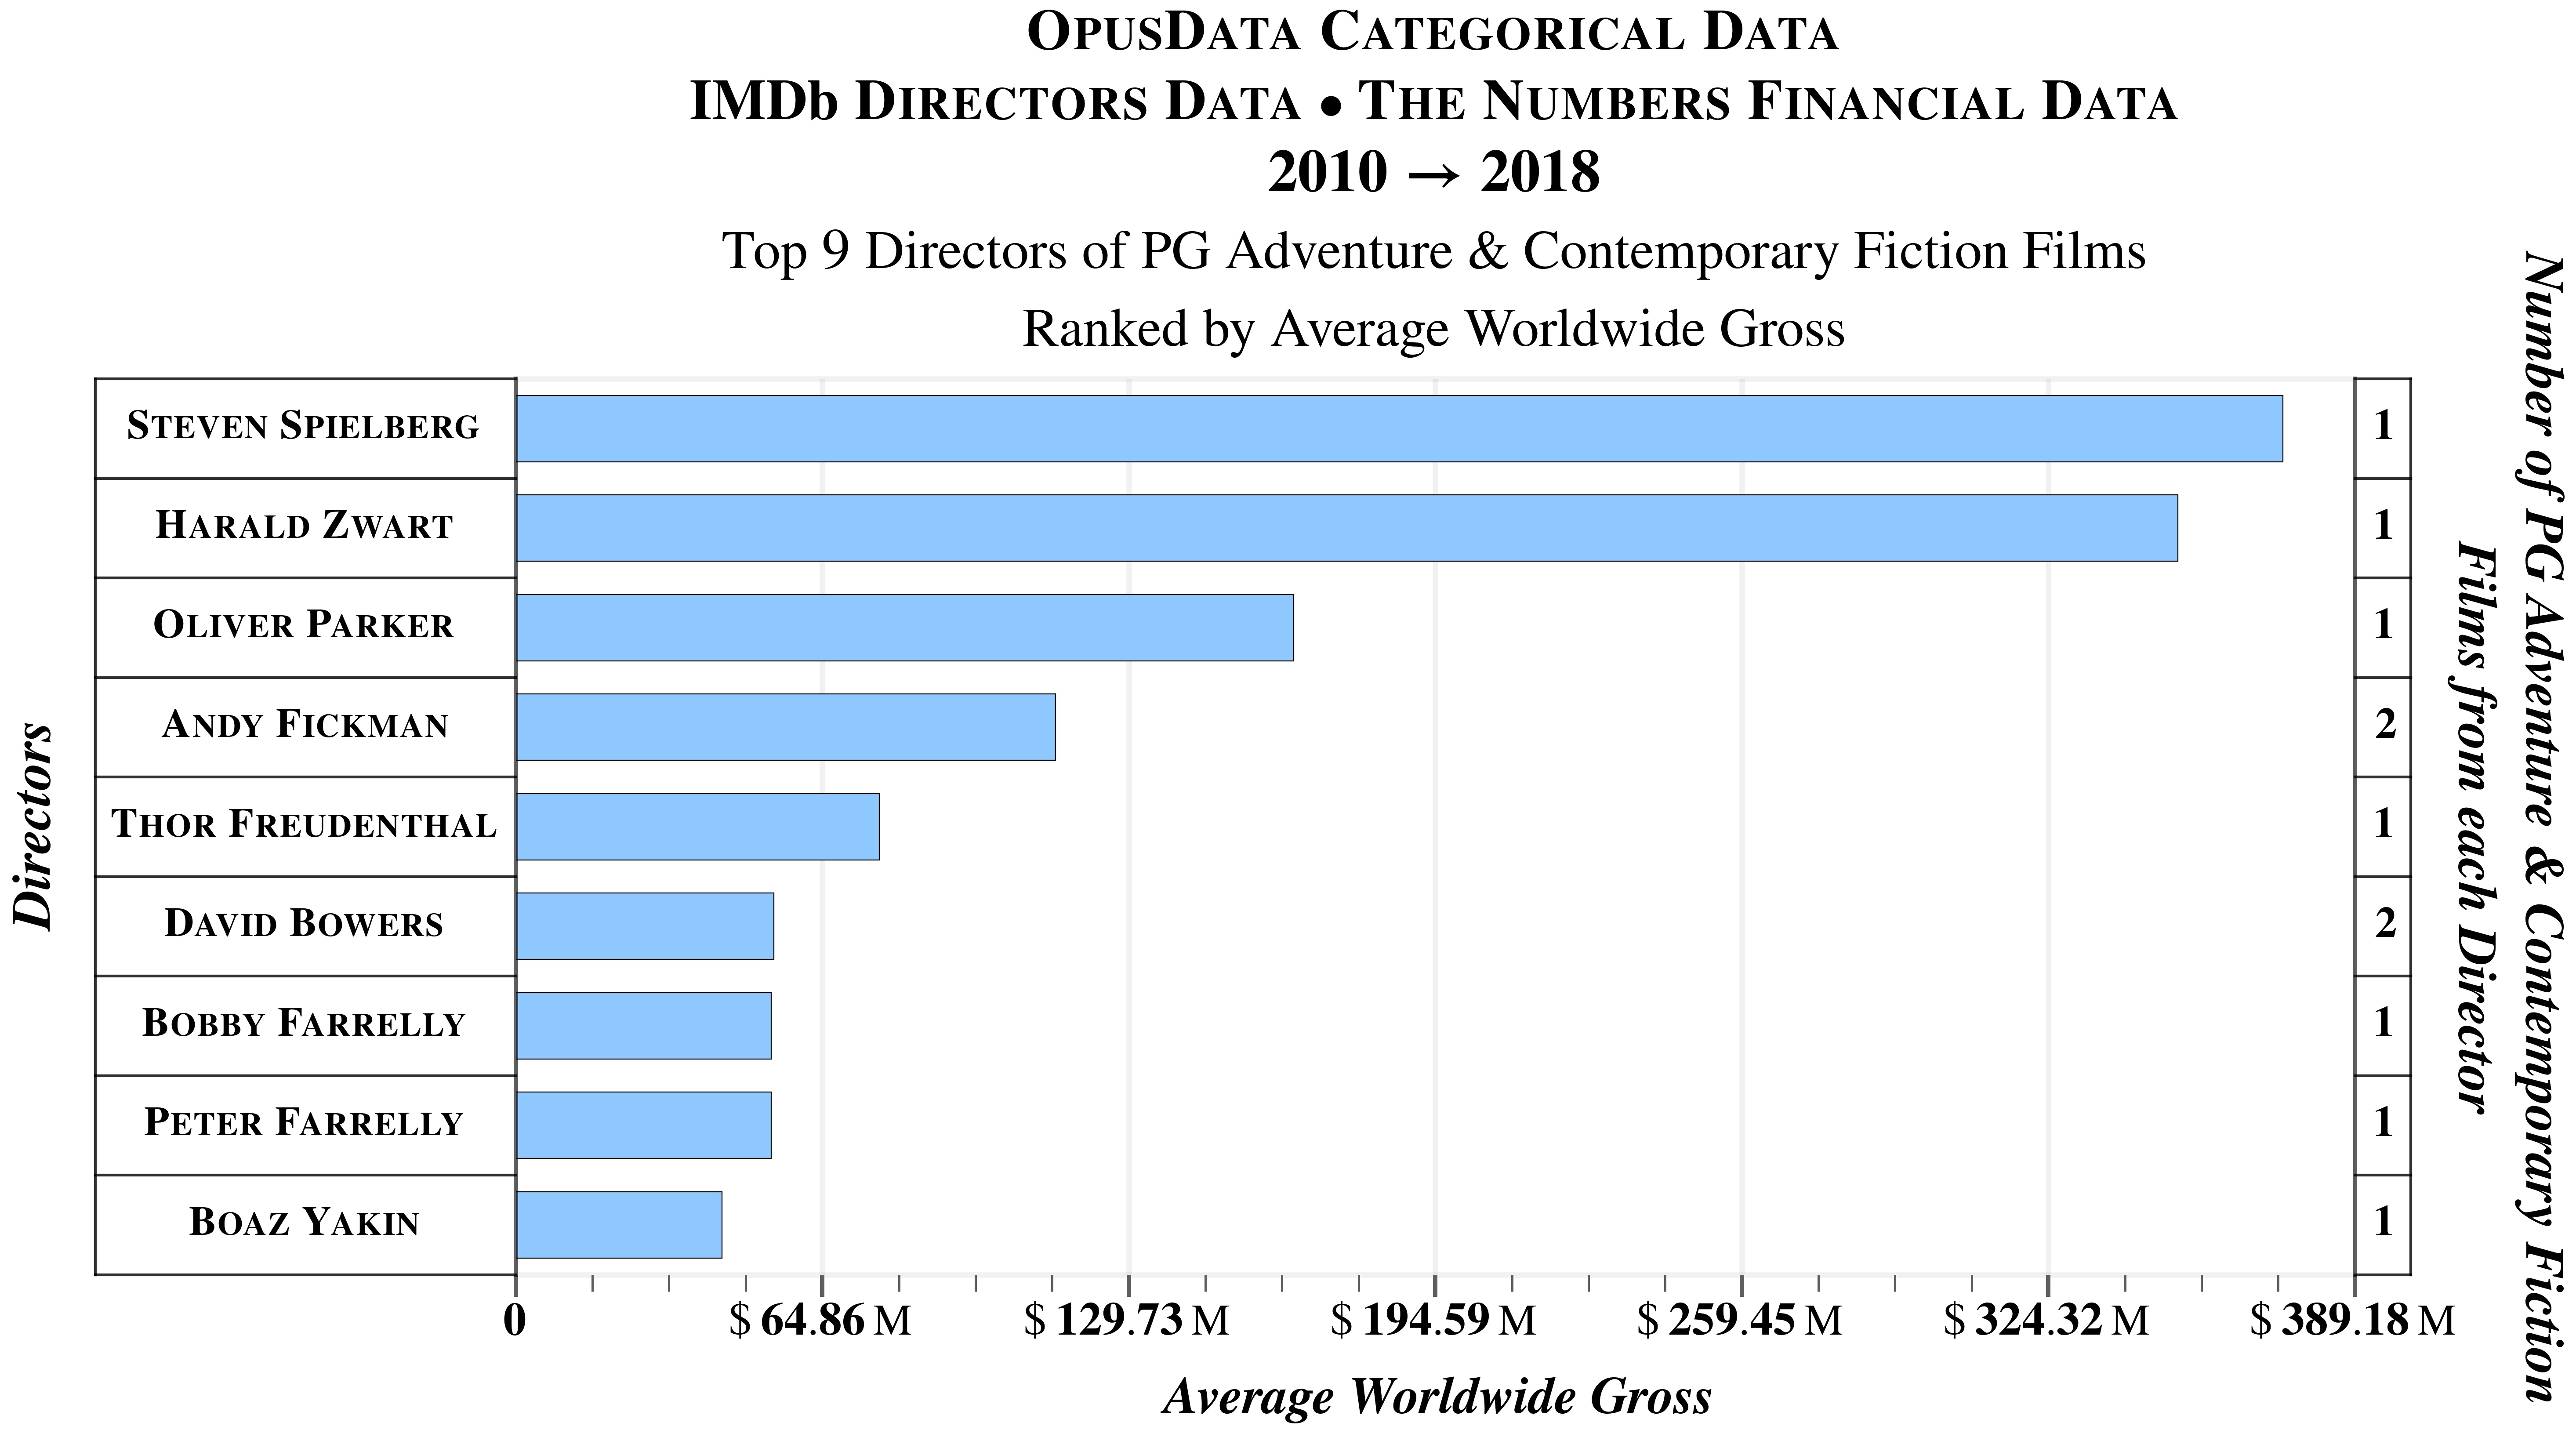 OpusData Categorical Data
IMDb Directors Data • The Numbers Financial Data
2010 → 2018
Top 9 Directors of PG Adventure & Contemporary Fiction Films
Ranked by Average Worldwide Gross
Directors
Steven Spielberg 1
Harald Zwart 1
Oliver Parker 1
Andy Fickman 2
Thor Freudenthal 1
David Bowers 2
Bobby Farrelly 1
Peter Farrelly 1
Boaz Yakin 1
0 $ 64.86 M $ 129.73 M $ 194.59 M $ 259.45 M $ 324.32 M $ 389.18 M
Average Worldwide Gross
Number of PG Adventure & Contemporary Fiction
Films from each Director